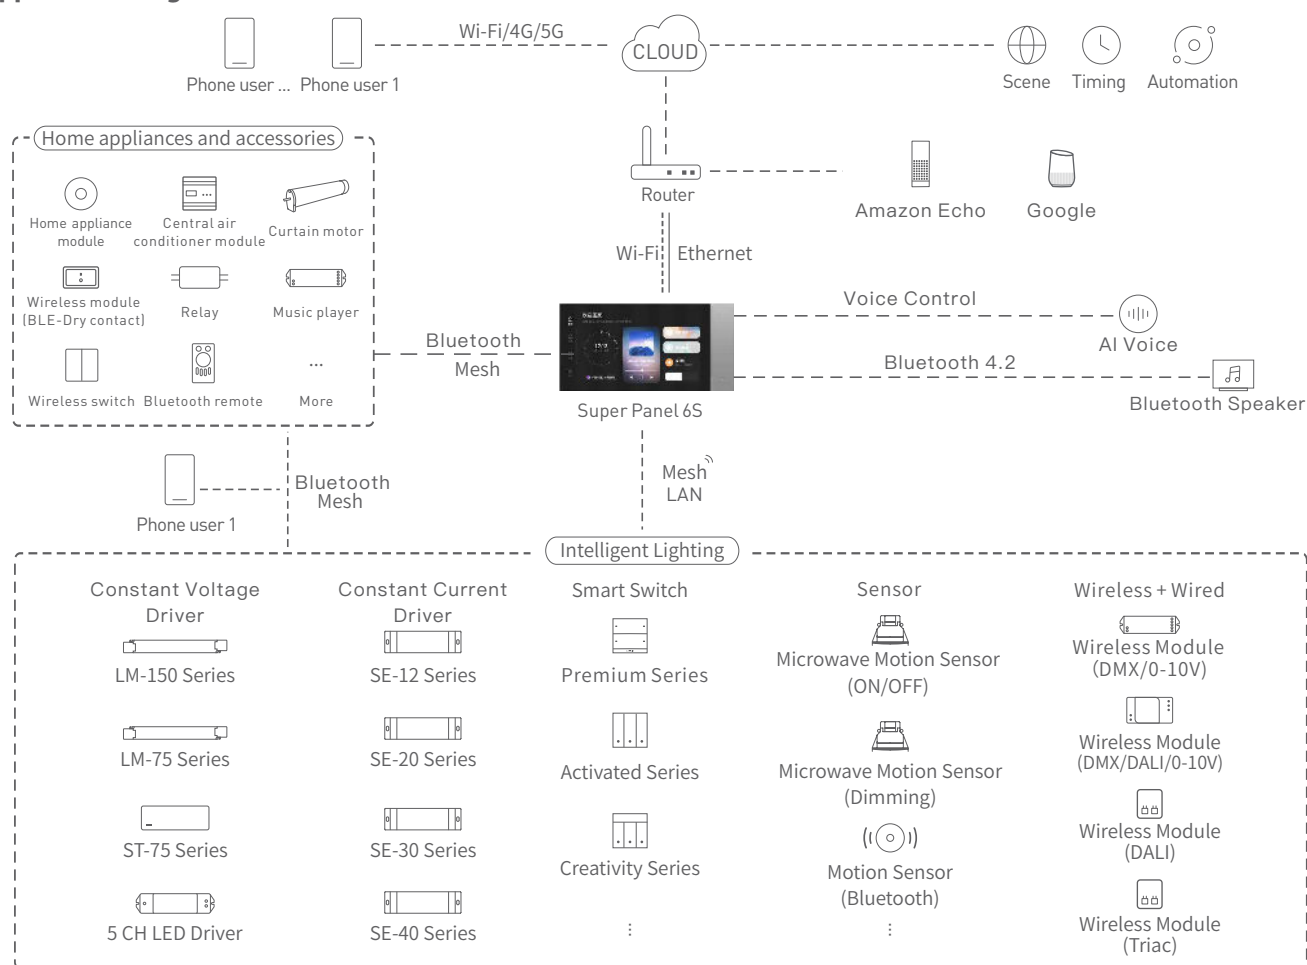 Wi-Fi/4G/5G
CLOUD
Phone user ...
Phone user 1
Scene
Timing
Automation
Home appliances and accessories
Router
Amazon Echo
Google
Home appliance
module
Central air
conditioner module
Curtain motor
Wi-Fi
Ethernet
Wireless module
(BLE-Dry contact)
Relay
Music player
Voice Control
AI Voice
Bluetooth
Mesh
Bluetooth 4.2
Bluetooth Speaker
Wireless switch
Bluetooth remote
...
More
Super Panel 6S
Phone user 1
Bluetooth
Mesh
Mesh
LAN
Intelligent Lighting
Constant Voltage
Driver
LM-150 Series
LM-75 Series
ST-75 Series
5 CH LED Driver
Constant Current
Driver
SE-12 Series
SE-20 Series
SE-30 Series
SE-40 Series
Smart Switch
Premium Series
Activated Series
Creativity Series
⋮
Sensor
Microwave Motion Sensor
(ON/OFF)
Microwave Motion Sensor
(Dimming)
Motion Sensor
(Bluetooth)
⋮
Wireless + Wired
Wireless Module
(DMX/0-10V)
Wireless Module
(DMX/DALI/0-10V)
Wireless Module
(DALI)
Wireless Module
(Triac)